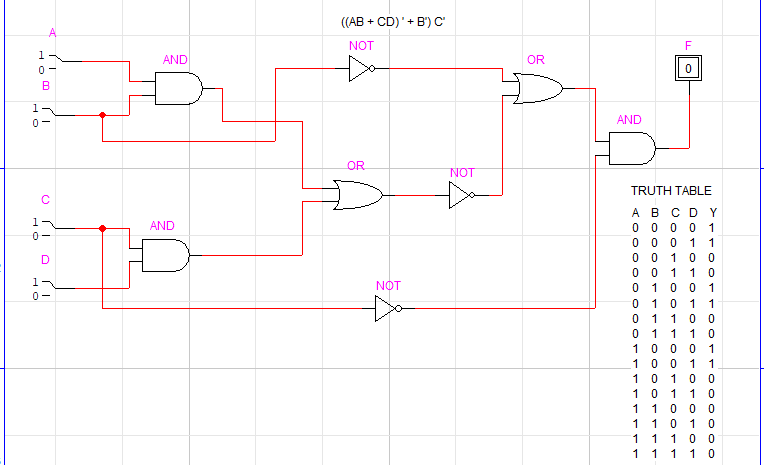 ((AB + CD) ' + B') C'
A
1
0
B
1
0
AND
NOT
OR
F
0
AND
OR
NOT
C
1
0
D
1
0
AND
NOT
TRUTH TABLE
A B C D Y
0 0 0 0 1
0 0 0 1 1
0 0 1 0 0
0 0 1 1 0
0 1 0 0 1
0 1 0 1 1
0 1 1 0 0
0 1 1 1 0
1 0 0 0 1
1 0 0 1 1
1 0 1 0 0
1 0 1 1 0
1 1 0 0 0
1 1 0 1 0
1 1 1 0 0
1 1 1 1 0